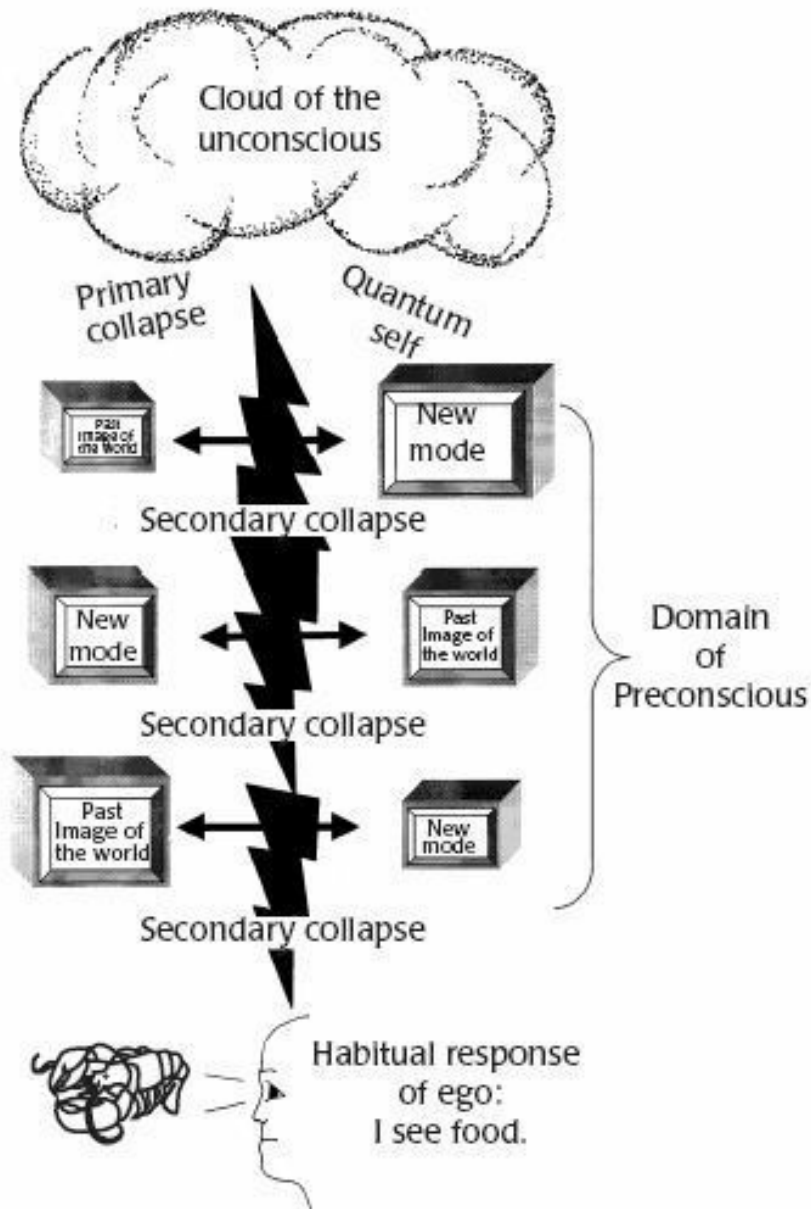 Cloud of the
unconscious
Primary
collapse
Quantum
self
Past
Image of
the World
New
mode
Secondary collapse
New
mode
Past
Image of
the world
Domain
of
Preconscious
Secondary collapse
Past
Image of
the world
New
mode
Secondary collapse
Habitual response
of ego:
I see food.